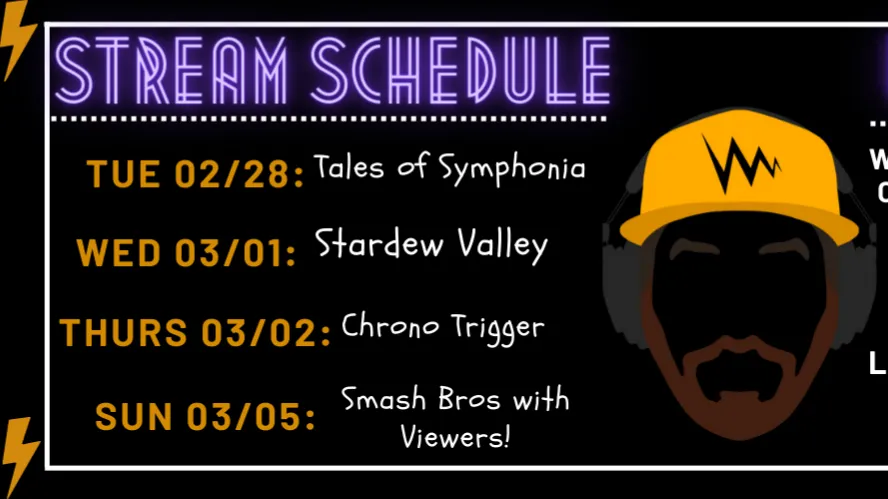 STREAM SCHEDULE
TUE 02/28: Tales of Symphonia
WED 03/01: Stardew Valley
THURS 03/02: Chrono Trigger
SUN 03/05: Smash Bros with
Viewers!